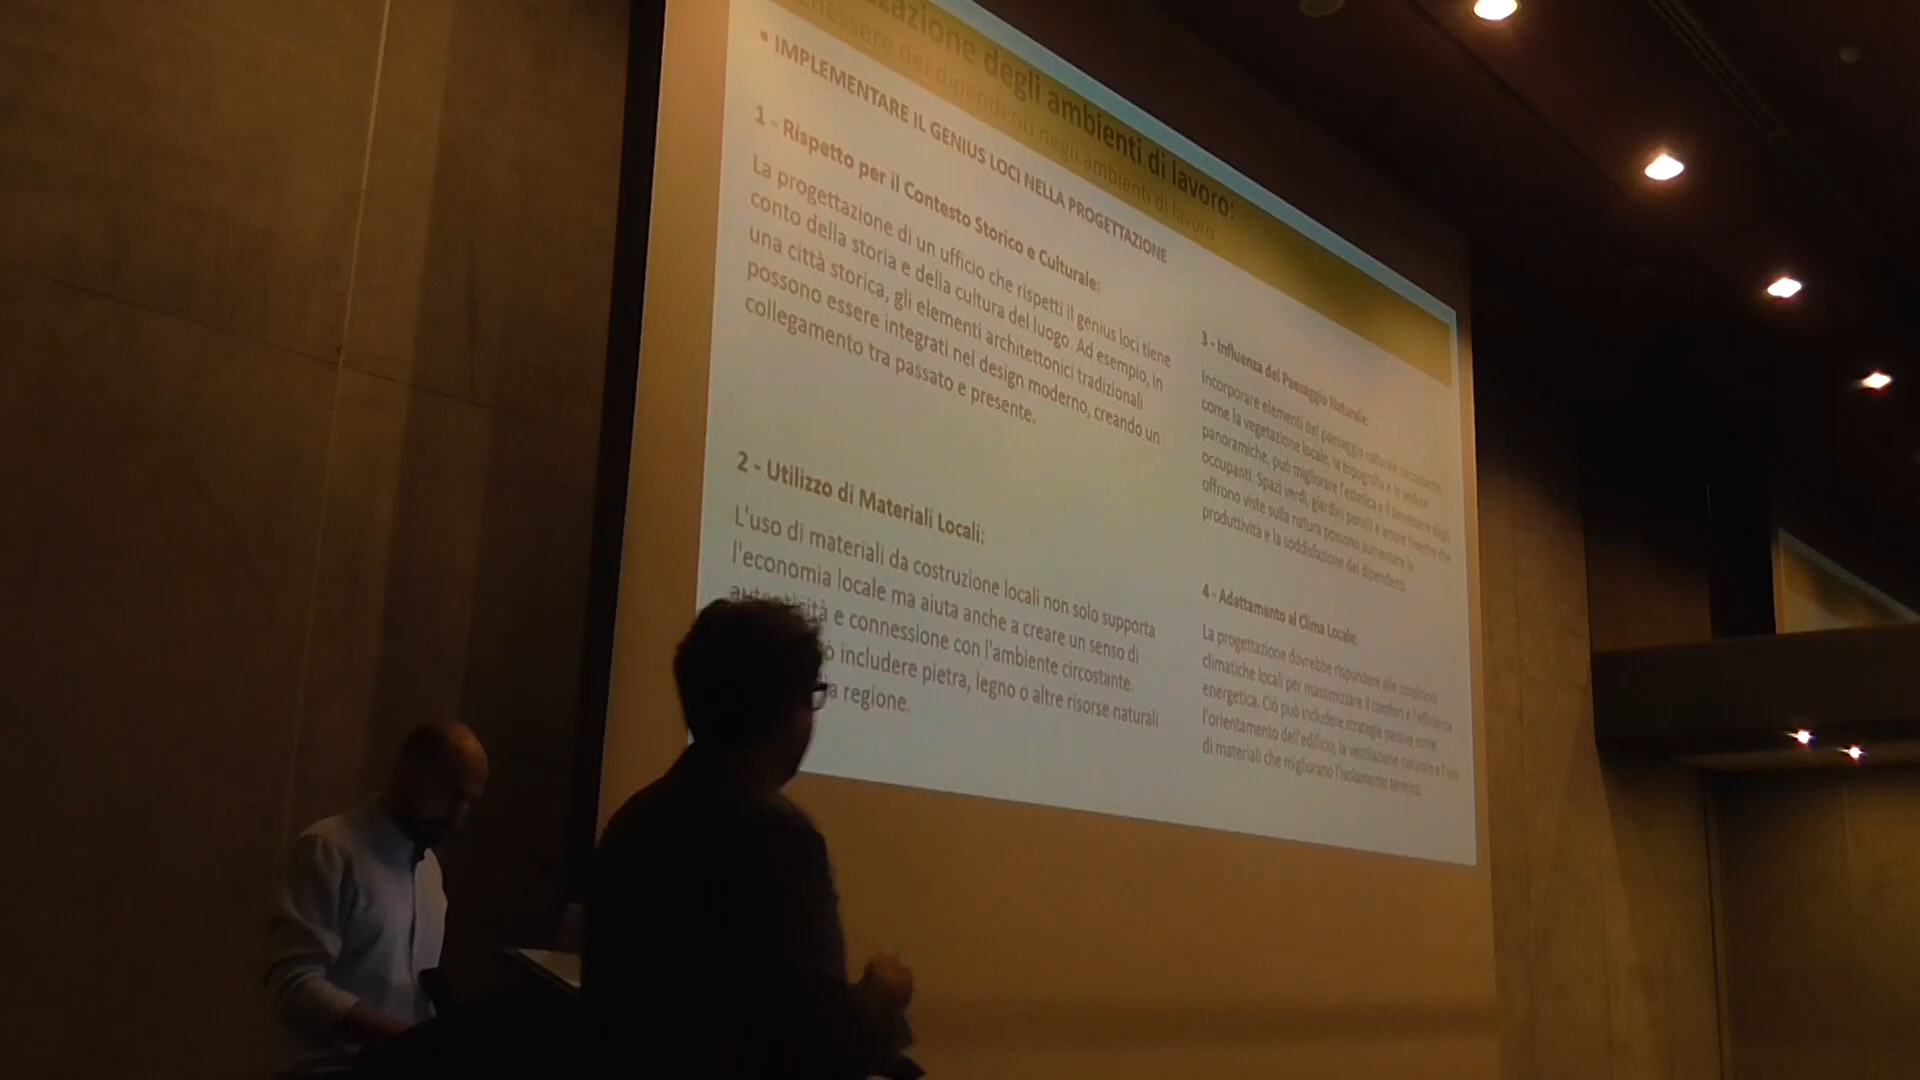 degli ambienti di lavoro:
dei dipendenti negli ambienti di lavoro
• IMPLEMENTARE IL GENIUS LOCI NELLA PROGETTAZIONE
1 - Rispetto per il Contesto Storico e Culturale:
La progettazione di un ufficio che rispetti il genius loci tiene
conto della storia e della cultura del luogo. Ad esempio, in
una città storica, gli elementi architettonici tradizionali
possono essere integrati nel design moderno, creando un
collegamento tra passato e presente.
2 - Utilizzo di Materiali Locali:
L'uso di materiali da costruzione locali non solo supporta
l'economia locale ma aiuta anche a creare un senso di
autenticità e connessione con l'ambiente circostante.
includere pietra, legno o altre risorse naturali
regione.
3 - Influenza del Paesaggio Naturale:
Incorporare elementi del paesaggio naturale circostante,
come la vegetazione locale, la topografia e le vedute
panoramiche, può migliorare l'estetica e il benessere degli
occupanti. Spazi verdi, giardini pensili e ampie finestre che
offrono viste sulla natura possono aumentare la
produttività e la soddisfazione dei dipendenti.
4 - Adattamento al Clima Locale:
La progettazione dovrebbe rispondere alle condizioni
climatiche locali per massimizzare il comfort e l'efficienza
energetica. Ciò può includere strategie passive come
l'orientamento dell'edificio, la ventilazione naturale e l'uso
di materiali che migliorano l'isolamento termico.